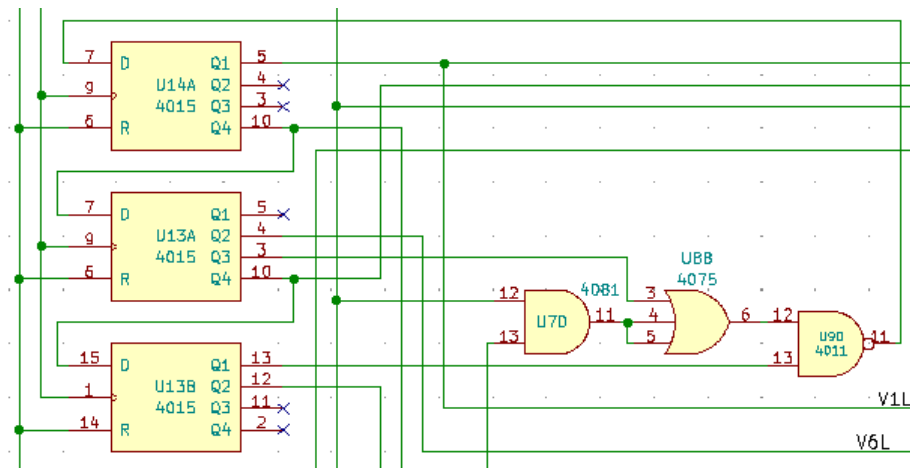 7 D U14A 4015 Q1 5
Q2 4
9 Q3 3
6 R Q4 10
7 D U13A 4015 Q1 5
Q2 4
9 Q3 3
6 R Q4 10
12 4081 U7D 11
13
U8B 4075
3
4 6
5
12 U9D 4011 11
13
15 D U13B 4015 Q1 13
Q2 12
1 Q3 11
14 R Q4 2
V1L
V6L